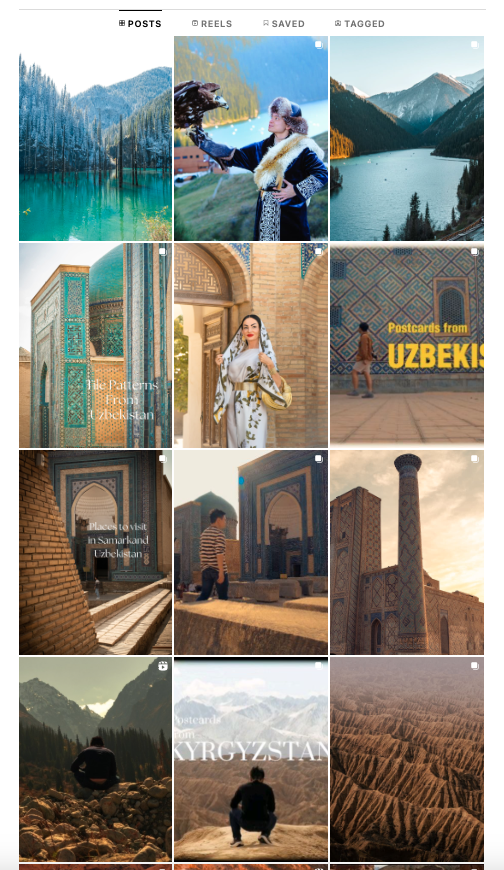 POSTS REELS SAVED TAGGED
Tile Patterns
From
Uzbekistan
Postcards from
UZBEKIS
Places to visit
in Samarkand
Uzbekistan
Postcards
from
KYRGYZSTAN